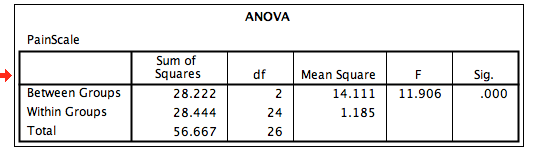 ANOVA
PainScale
Sum of Squares df Mean Square F Sig.
Between Groups 28.222 2 14.111 11.906 .000
Within Groups 28.444 24 1.185
Total 56.667 26